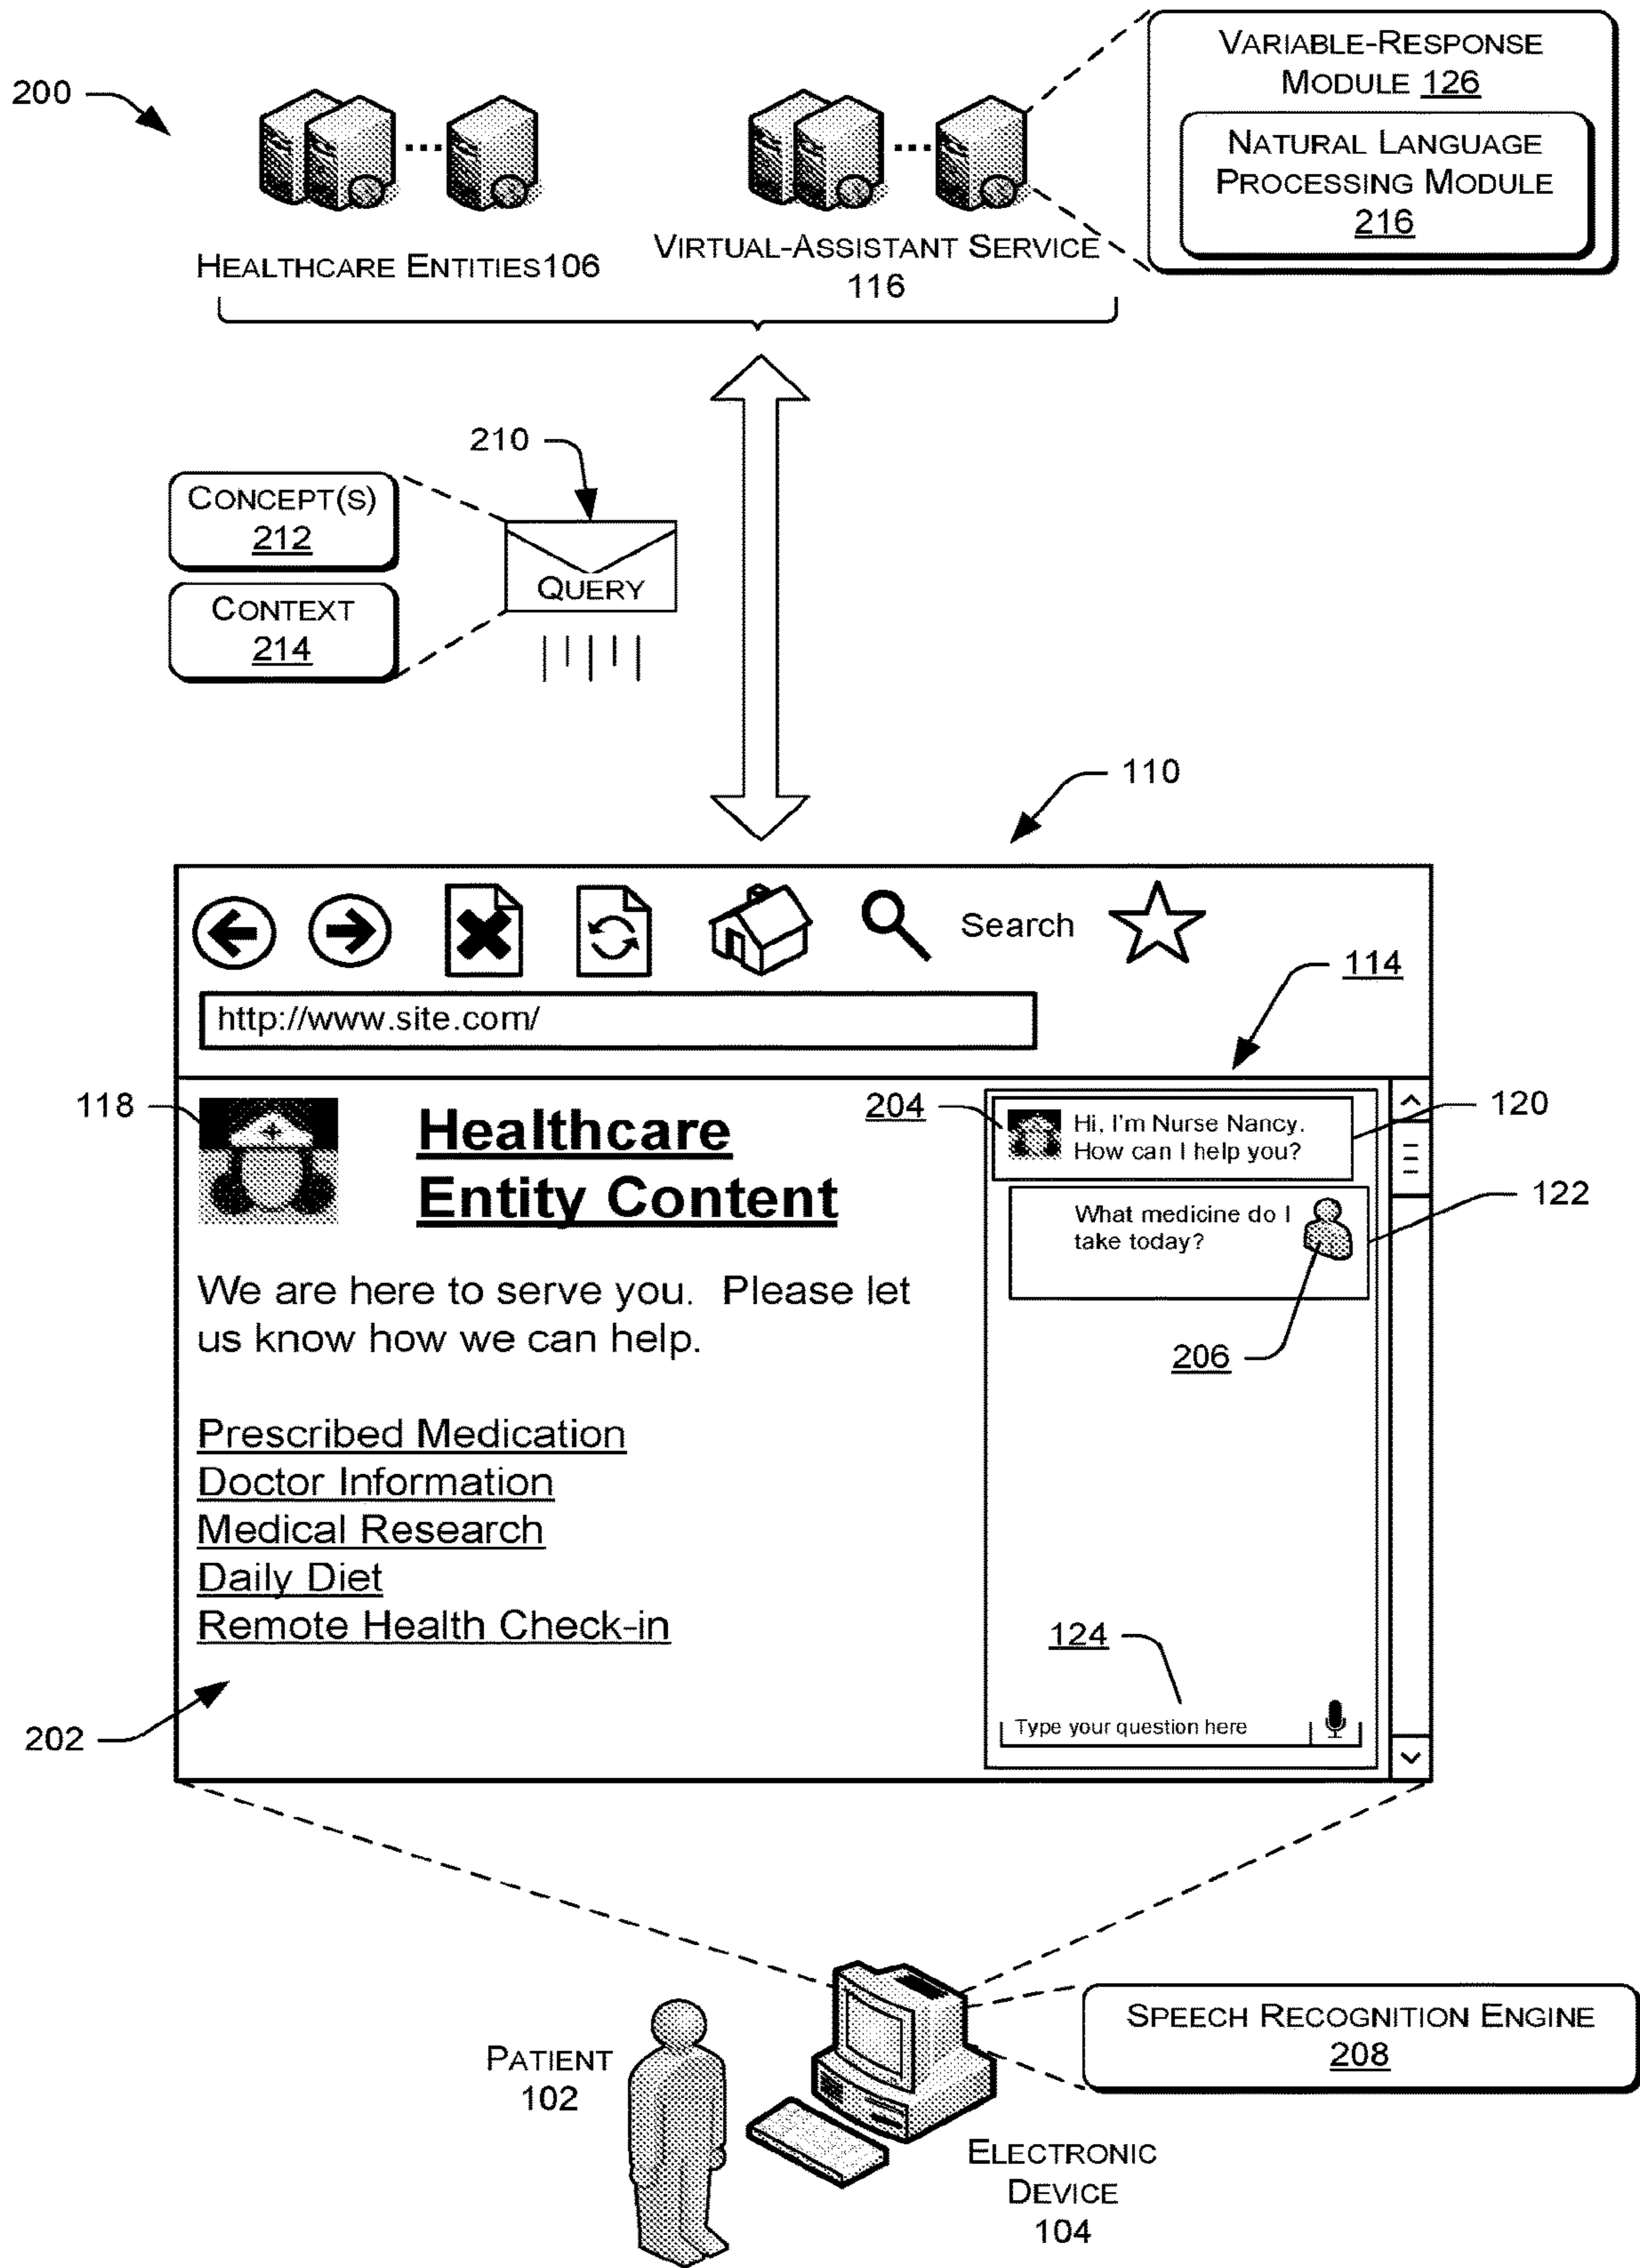 200
HEALTHCARE ENTITIES106
VIRTUAL-ASSISTANT SERVICE
116
VARIABLE-RESPONSE
MODULE 126
NATURAL LANGUAGE
PROCESSING MODULE
216
210
CONCEPT(S)
212
CONTEXT
214
QUERY
110
Search
114
http://www.site.com/
118
Healthcare
Entity Content
204
Hi, I'm Nurse Nancy.
How can I help you?
120
What medicine do I
take today?
122
206
We are here to serve you. Please let
us know how we can help.
Prescribed Medication
Doctor Information
Medical Research
Daily Diet
Remote Health Check-in
124
Type your question here
202
SPEECH RECOGNITION ENGINE
208
PATIENT
102
ELECTRONIC
DEVICE
104